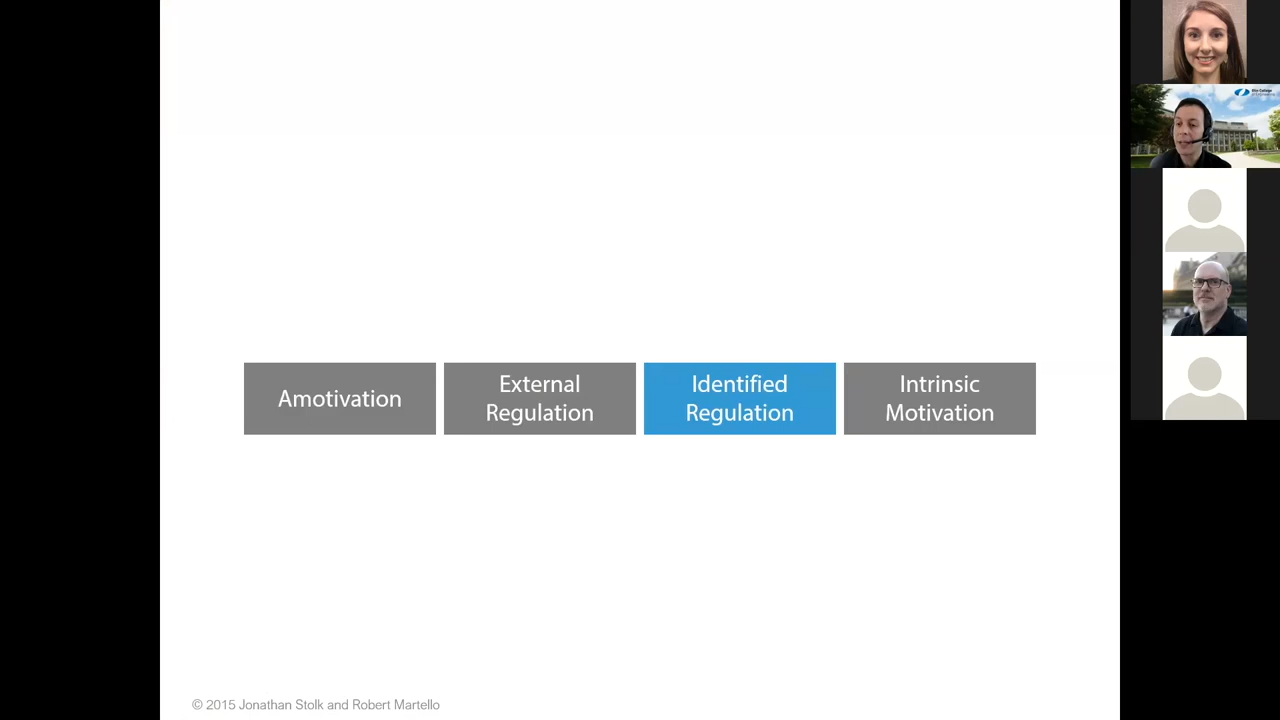 Amotivation
External
Regulation
Identified
Regulation
Intrinsic
Motivation
© 2015 Jonathan Stolk and Robert Martello